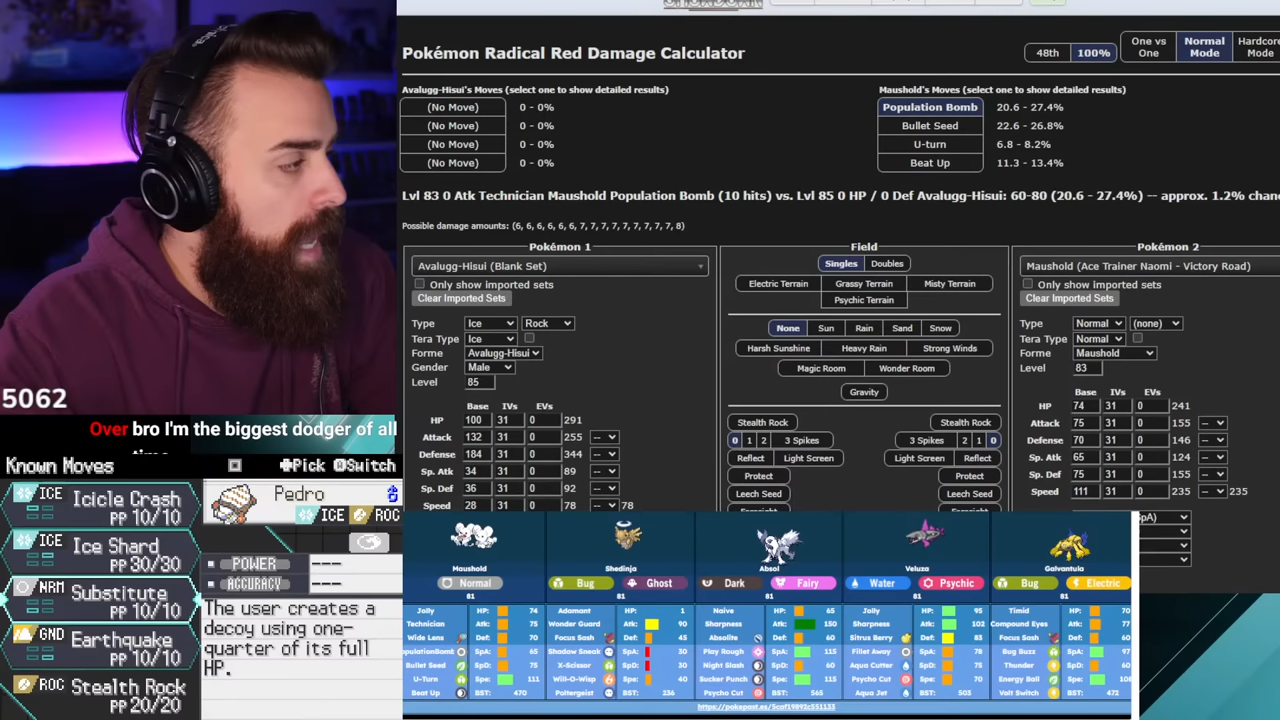 Pokémon Radical Red Damage Calculator
48th
100%
One vs One
Normal Mode
Hardcore Mode
Avalugg-Hisui's Moves (select one to show detailed results)
(No Move) 0 - 0%
(No Move) 0 - 0%
(No Move) 0 - 0%
(No Move) 0 - 0%
Maushold's Moves (select one to show detailed results)
Population Bomb 20.6 - 27.4%
Bullet Seed 22.6 - 26.8%
U-turn 6.8 - 8.2%
Beat Up 11.3 - 13.4%
Lvl 83 0 Atk Technician Maushold Population Bomb (10 hits) vs. Lvl 85 0 HP / 0 Def Avalugg-Hisui: 60-80 (20.6 - 27.4%) -- approx. 1.2% chanc
Possible damage amounts: (6, 6, 6, 6, 6, 6, 7, 7, 7, 7, 7, 7, 7, 7, 7, 8)
Pokémon 1
Avalugg-Hisui (Blank Set)
Only show imported sets
Clear Imported Sets
Type Ice Rock
Tera Type Ice
Forme Avalugg-Hisui
Gender Male
Level 85
Base IVs EVs
HP 100 31 0 291
Attack 132 31 0 255 --
Defense 184 31 0 344 --
Sp. Atk 34 31 0 89 --
Sp. Def 36 31 0 92 --
Speed 28 31 0 78 -- 78
Field
Singles Doubles
Electric Terrain Grassy Terrain Misty Terrain
Psychic Terrain
None Sun Rain Sand Snow
Harsh Sunshine Heavy Rain Strong Winds
Magic Room Wonder Room
Gravity
Stealth Rock Stealth Rock
0 1 2 3 Spikes 3 Spikes 2 1 0
Reflect Light Screen Light Screen Reflect
Protect Protect
Leech Seed Leech Seed
Pokémon 2
Maushold (Ace Trainer Naomi - Victory Road)
Only show imported sets
Clear Imported Sets
Type Normal (none)
Tera Type Normal
Forme Maushold
Level 83
Base IVs EVs
HP 74 31 0 241
Attack 75 31 0 155 --
Defense 70 31 0 146 --
Sp. Atk 65 31 0 124 --
Sp. Def 75 31 0 155 --
Speed 111 31 0 235 -- 235
SpA)
5062
Over bro I'm the biggest dodger of all
time
Known Moves
Pick Switch
ICE Icicle Crash
PP 10/10
ICE Ice Shard
PP 30/30
NRM Substitute
PP 10/10
GND Earthquake
PP 10/10
ROC Stealth Rock
PP 20/20
Pedro
ICE ROC
POWER ---
ACCURACY ---
The user creates a
decoy using one-
quarter of its full
HP.
Maushold
Normal
81
Jolly HP: 74
Technician Atk: 75
Wide Lens Def: 70
opulationBomb SpA: 65
Bullet Seed SpD: 75
U-Turn Spe: 111
Beat Up BST: 470
Shedinja
Bug Ghost
81
Adamant HP: 1
Wonder Guard Atk: 90
Focus Sash Def: 45
Shadow Sneak SpA: 30
X-Scissor SpD: 30
Will-O-Wisp Spe: 40
Poltergeist BST: 236
Absol
Dark Fairy
81
Naive HP: 65
Sharpness Atk: 150
Absolite Def: 60
Play Rough SpA: 115
Night Slash SpD: 60
Sucker Punch Spe: 115
Psycho Cut BST: 565
Veluza
Water Psychic
81
Jolly HP: 95
Sharpness Atk: 102
Sitrus Berry Def: 83
Fillet Away SpA: 78
Aqua Cutter SpD: 75
Psycho Cut Spe: 70
Aqua Jet BST: 503
Galvantula
Bug Electric
81
Timid HP: 70
Compound Eyes Atk: 77
Focus Sash Def: 60
Bug Buzz SpA: 97
Thunder SpD: 60
Energy Ball Spe: 108
Volt Switch BST: 472